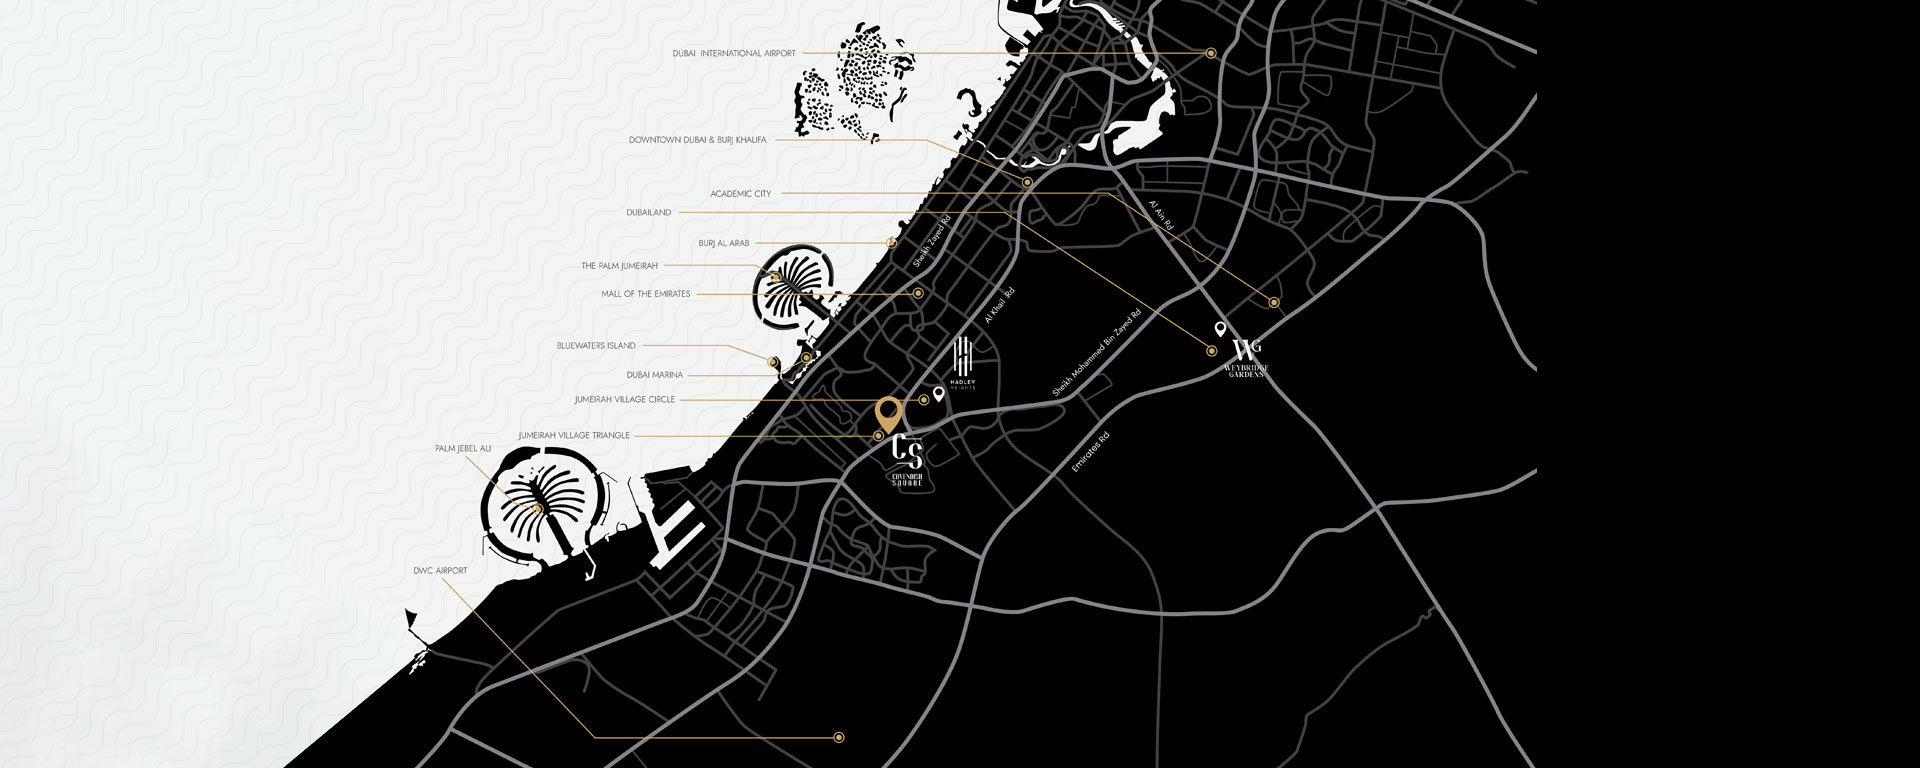 DUBAI INTERNATIONAL AIRPORT
DOWNTOWN DUBAI & BURJ KHALIFA
ACADEMIC CITY
DUBAILAND
Al Ain Rd
BURJ AL ARAB
Sheikh Zayed Rd
THE PALM JUMEIRAH
MALL OF THE EMIRATES
Al Khail Rd
Sheikh Mohammed Bin Zayed Rd
BLUEWATERS ISLAND
WG
WEYBRIDGE
GARDENS
DUBAI MARINA
HADLEY
HEIGHTS
JUMEIRAH VILLAGE CIRCLE
JUMEIRAH VILLAGE TRIANGLE
PALM JEBEL ALI
CS
CAVENDISH
SQUARE
Emirates Rd
DWC AIRPORT